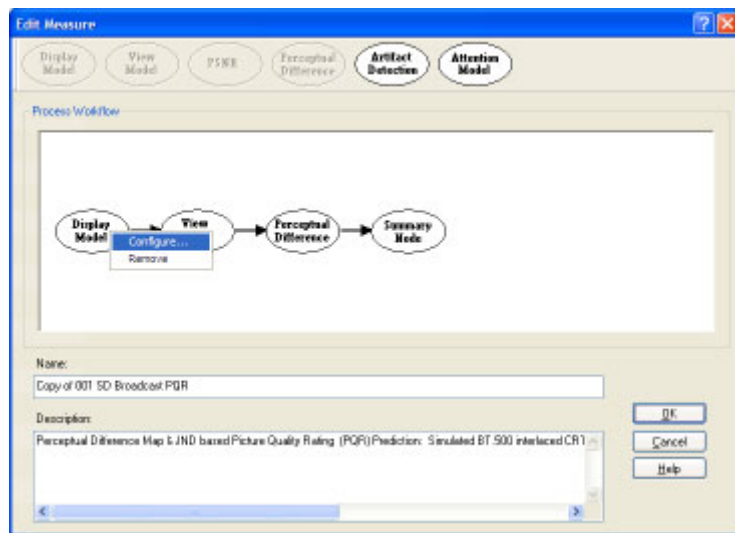 Edit Measure
Display
Model
View
Model
PSNR
Perceptual
Difference
Artifact
Detection
Attention
Model
Process Workflow
Display
Model
View
Perceptual
Difference
Summary
Node
Configure...
Remove
Name:
Copy of 001 SD Broadcast PQR
Description:
Perceptual Difference Map & JND based Picture Quality Rating (PQR) Prediction: Simulated BT.500 interlaced CRT
OK
Cancel
Help